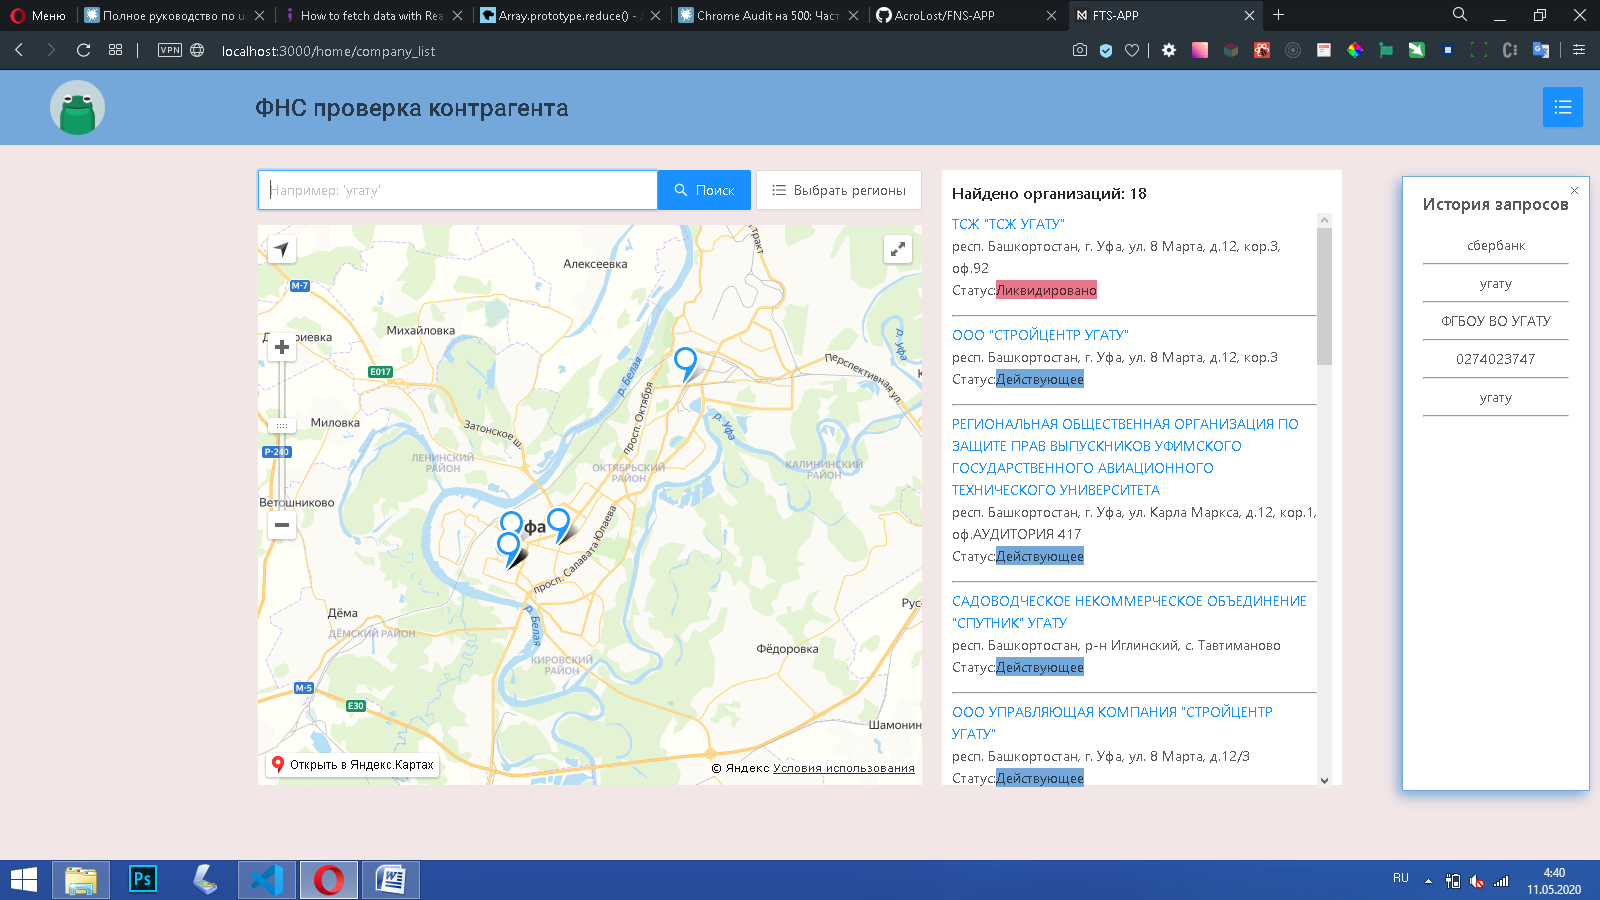 Меню
Полное руководство по u
How to fetch data with Rea
Array.prototype.reduce() - J
Chrome Audit на 500: Част
AcroLost/FNS-APP
FTS-APP
VPN
localhost:3000/home/company_list
ФНС проверка контрагента
Например: 'угату'
Поиск
Выбрать регионы
Алексеевка
тракт
М-7
Михайловка
риевка
р. Уфа
Е017
р. Белая
Перспективная ул.
просп. Октября
Миловка
Затонское ш.
р. Уфа
Р-240
ЛЕНИНСКИЙ
РАЙОН
ОКТЯБРЬСКИЙ
РАЙОН
КАЛИНИНСКИЙ
РАЙОН
Ветошниково
фа
просп. Салавата Юлаева
Дёма
ДЁМСКИЙ РАЙОН
р. Белая
Русс
Фёдоровка
КИРОВСКИЙ
РАЙОН
М-5
Е30
Шамонин
Открыть в Яндекс.Картах
© Яндекс Условия использования
Найдено организаций: 18
ТСЖ "ТСЖ УГАТУ"
респ. Башкортостан, г. Уфа, ул. 8 Марта, д.12, кор.3,
оф.92
Статус:Ликвидировано
ООО "СТРОЙЦЕНТР УГАТУ"
респ. Башкортостан, г. Уфа, ул. 8 Марта, д.12, кор.3
Статус:Действующее
РЕГИОНАЛЬНАЯ ОБЩЕСТВЕННАЯ ОРГАНИЗАЦИЯ ПО
ЗАЩИТЕ ПРАВ ВЫПУСКНИКОВ УФИМСКОГО
ГОСУДАРСТВЕННОГО АВИАЦИОННОГО
ТЕХНИЧЕСКОГО УНИВЕРСИТЕТА
респ. Башкортостан, г. Уфа, ул. Карла Маркса, д.12, кор.1,
оф.АУДИТОРИЯ 417
Статус:Действующее
САДОВОДЧЕСКОЕ НЕКОММЕРЧЕСКОЕ ОБЪЕДИНЕНИЕ
"СПУТНИК" УГАТУ
респ. Башкортостан, р-н Иглинский, с. Тавтиманово
Статус:Действующее
ООО УПРАВЛЯЮЩАЯ КОМПАНИЯ "СТРОЙЦЕНТР
УГАТУ"
респ. Башкортостан, г. Уфа, ул. 8 Марта, д.12/3
Статус:Действующее
История запросов
сбербанк
угату
ФГБОУ ВО УГАТУ
0274023747
угату
Ps
RU
4:40
11.05.2020